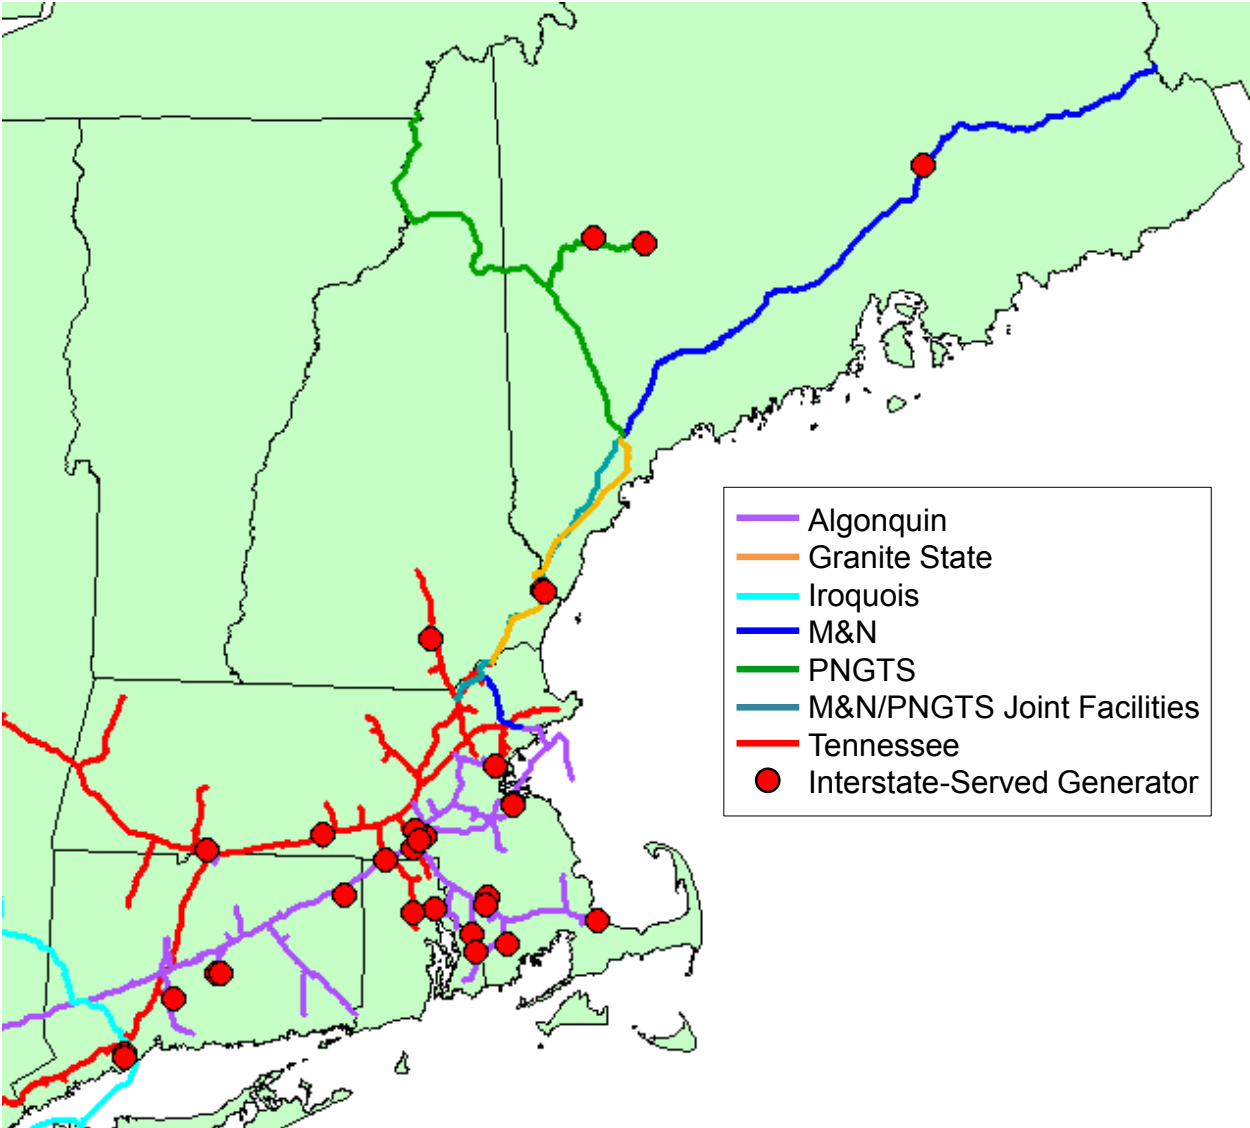 Algonquin
Granite State
Iroquois
M&N
PNGTS
M&N/PNGTS Joint Facilities
Tennessee
Interstate-Served Generator